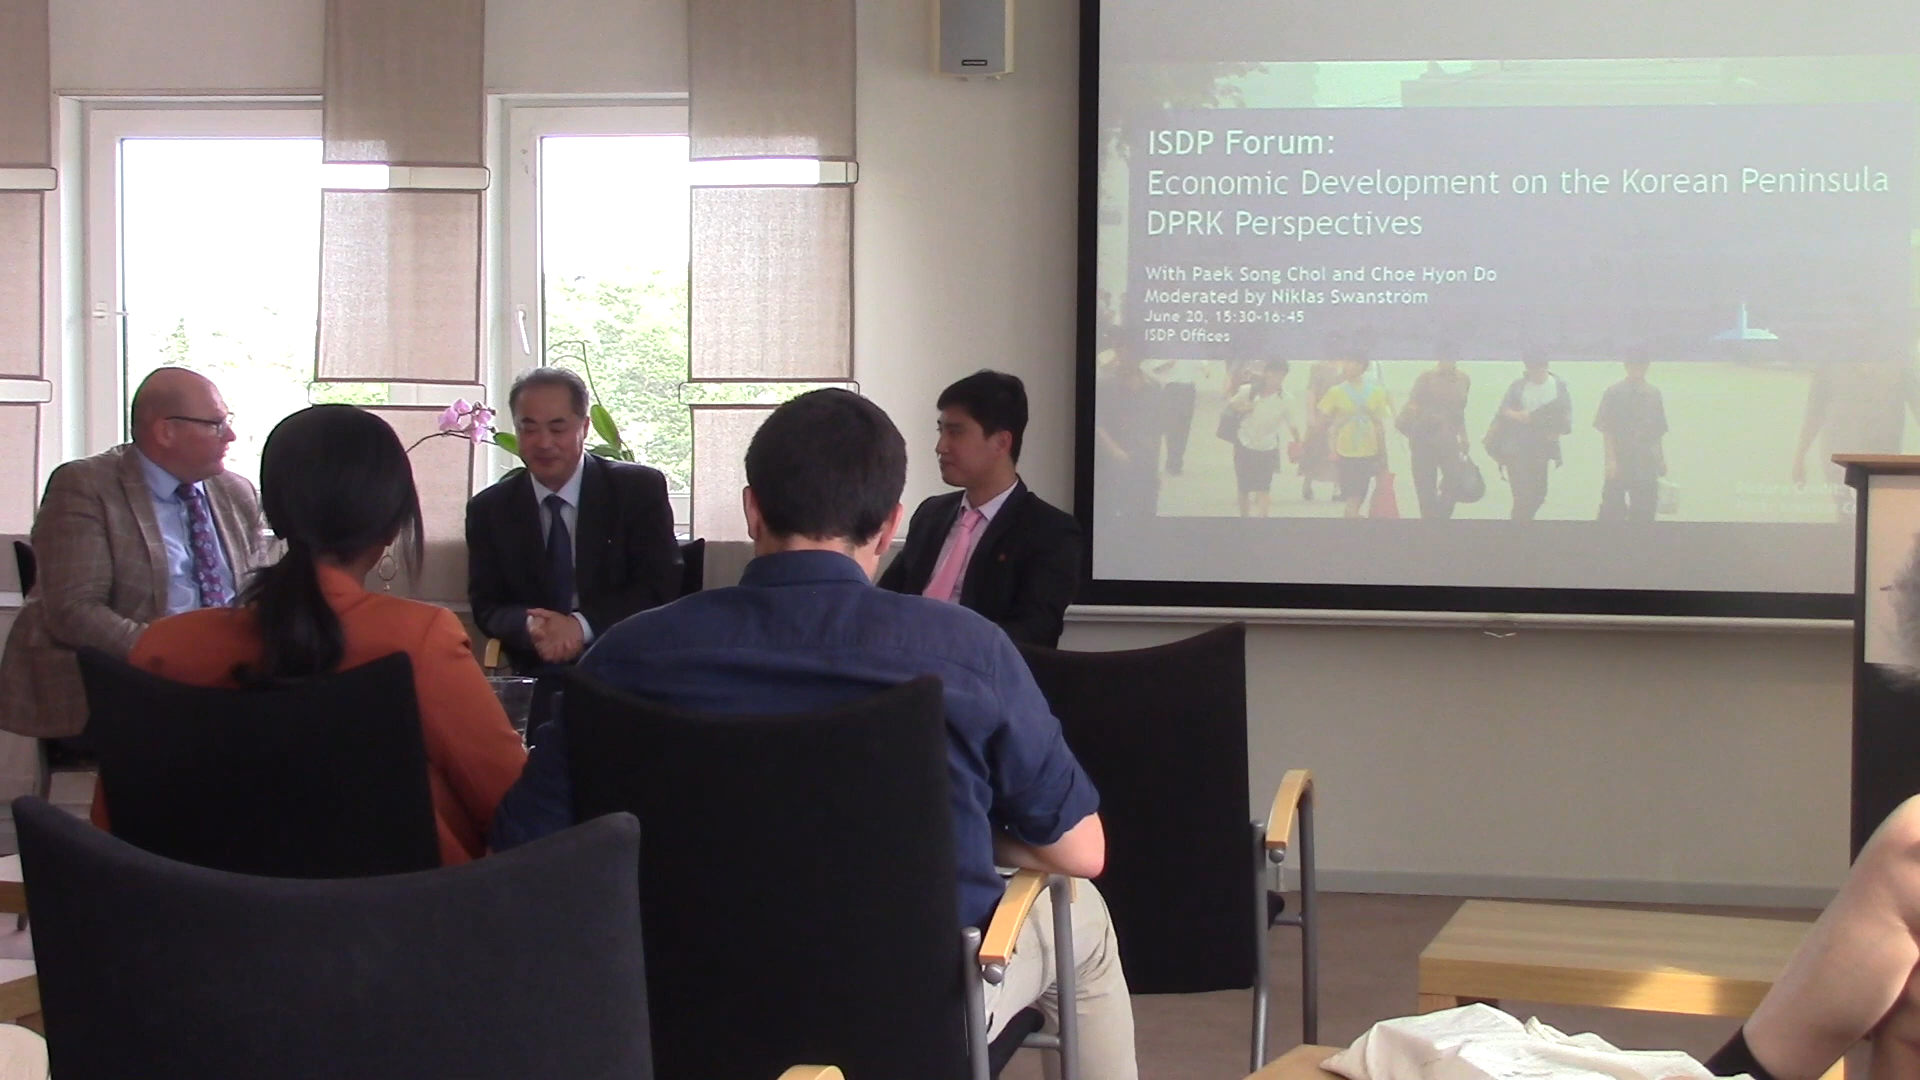 ISDP Forum:
Economic Development on the Korean Peninsula
DPRK Perspectives
With Paek Song Chol and Choe Hyon Do
Moderated by Niklas Swanström
June 20, 15:30-16:45
ISDP Offices